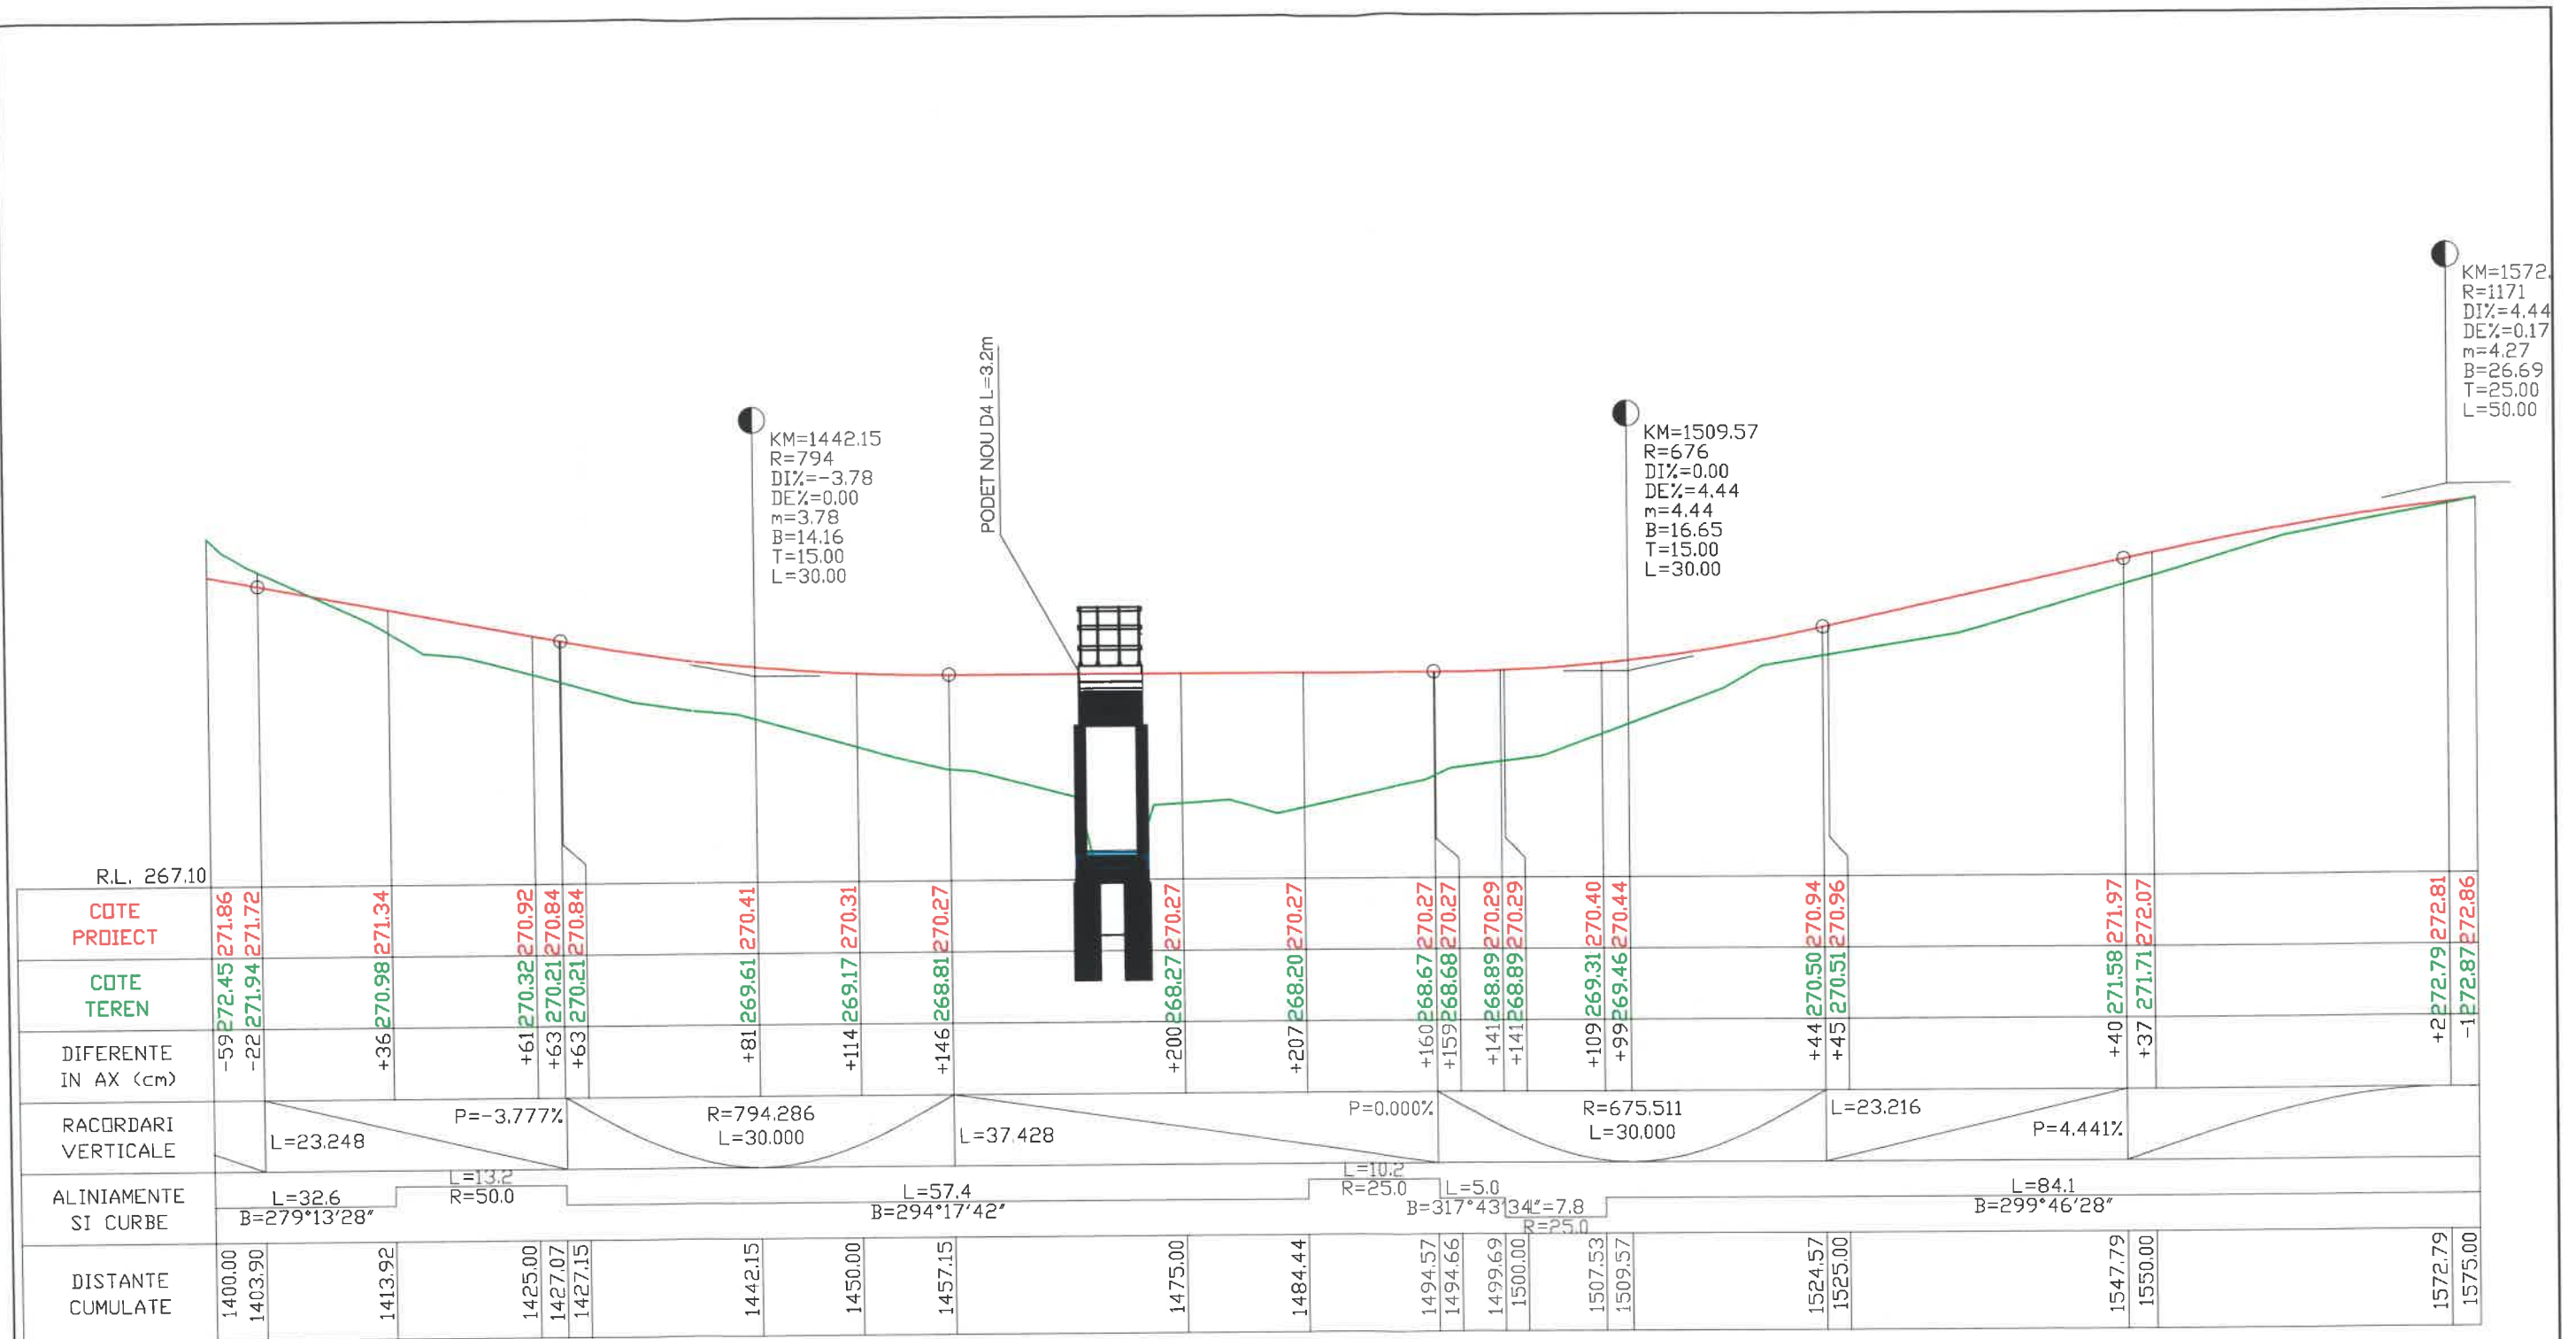 KM=1572.
R=1171
DI%=4.44
DE%=0.17
m=4.27
B=26.69
T=25.00
L=50.00
PODET NOU D4 L=3.2m
KM=1442.15
R=794
DI%=-3.78
DE%=0.00
m=3.78
B=14.16
T=15.00
L=30.00
KM=1509.57
R=676
DI%=0.00
DE%=4.44
m=4.44
B=16.65
T=15.00
L=30.00
R.L. 267.10
COTE
PROIECT
271.86 271.72 271.34 270.92 270.84 270.84 270.41 270.31 270.27 270.27 270.27 270.27 270.27 270.29 270.29 270.40 270.44 270.94 270.96 271.97 272.07 272.81 272.86
COTE
TEREN
272.45 271.94 270.98 270.32 270.21 270.21 269.61 269.17 268.81 268.27 268.20 268.67 268.68 268.89 268.89 269.31 269.46 270.50 270.51 271.58 271.71 272.79 272.87
DIFERENTE
IN AX (cm)
-59 -22 +36 +61 +63 +63 +81 +114 +146 +200 +207 +160 +159 +141 +141 +109 +99 +44 +45 +40 +37 +2 -1
RACORDARI
VERTICALE
L=23.248 P=-3.777% R=794.286 L=30.000 L=37.428 P=0.000% R=675.511 L=30.000 L=23.216 P=4.441%
ALINIAMENTE
SI CURBE
L=32.6
B=279°13'28"
L=13.2
R=50.0
L=57.4
B=294°17'42"
L=10.2
R=25.0
L=5.0
B=317°43'34"
L=7.8
R=25.0
L=84.1
B=299°46'28"
DISTANTE
CUMULATE
1400.00 1403.90 1413.92 1425.00 1427.07 1427.15 1442.15 1450.00 1457.15 1475.00 1484.44 1494.57 1494.66 1499.69 1500.00 1507.53 1509.57 1524.57 1525.00 1547.79 1550.00 1572.79 1575.00